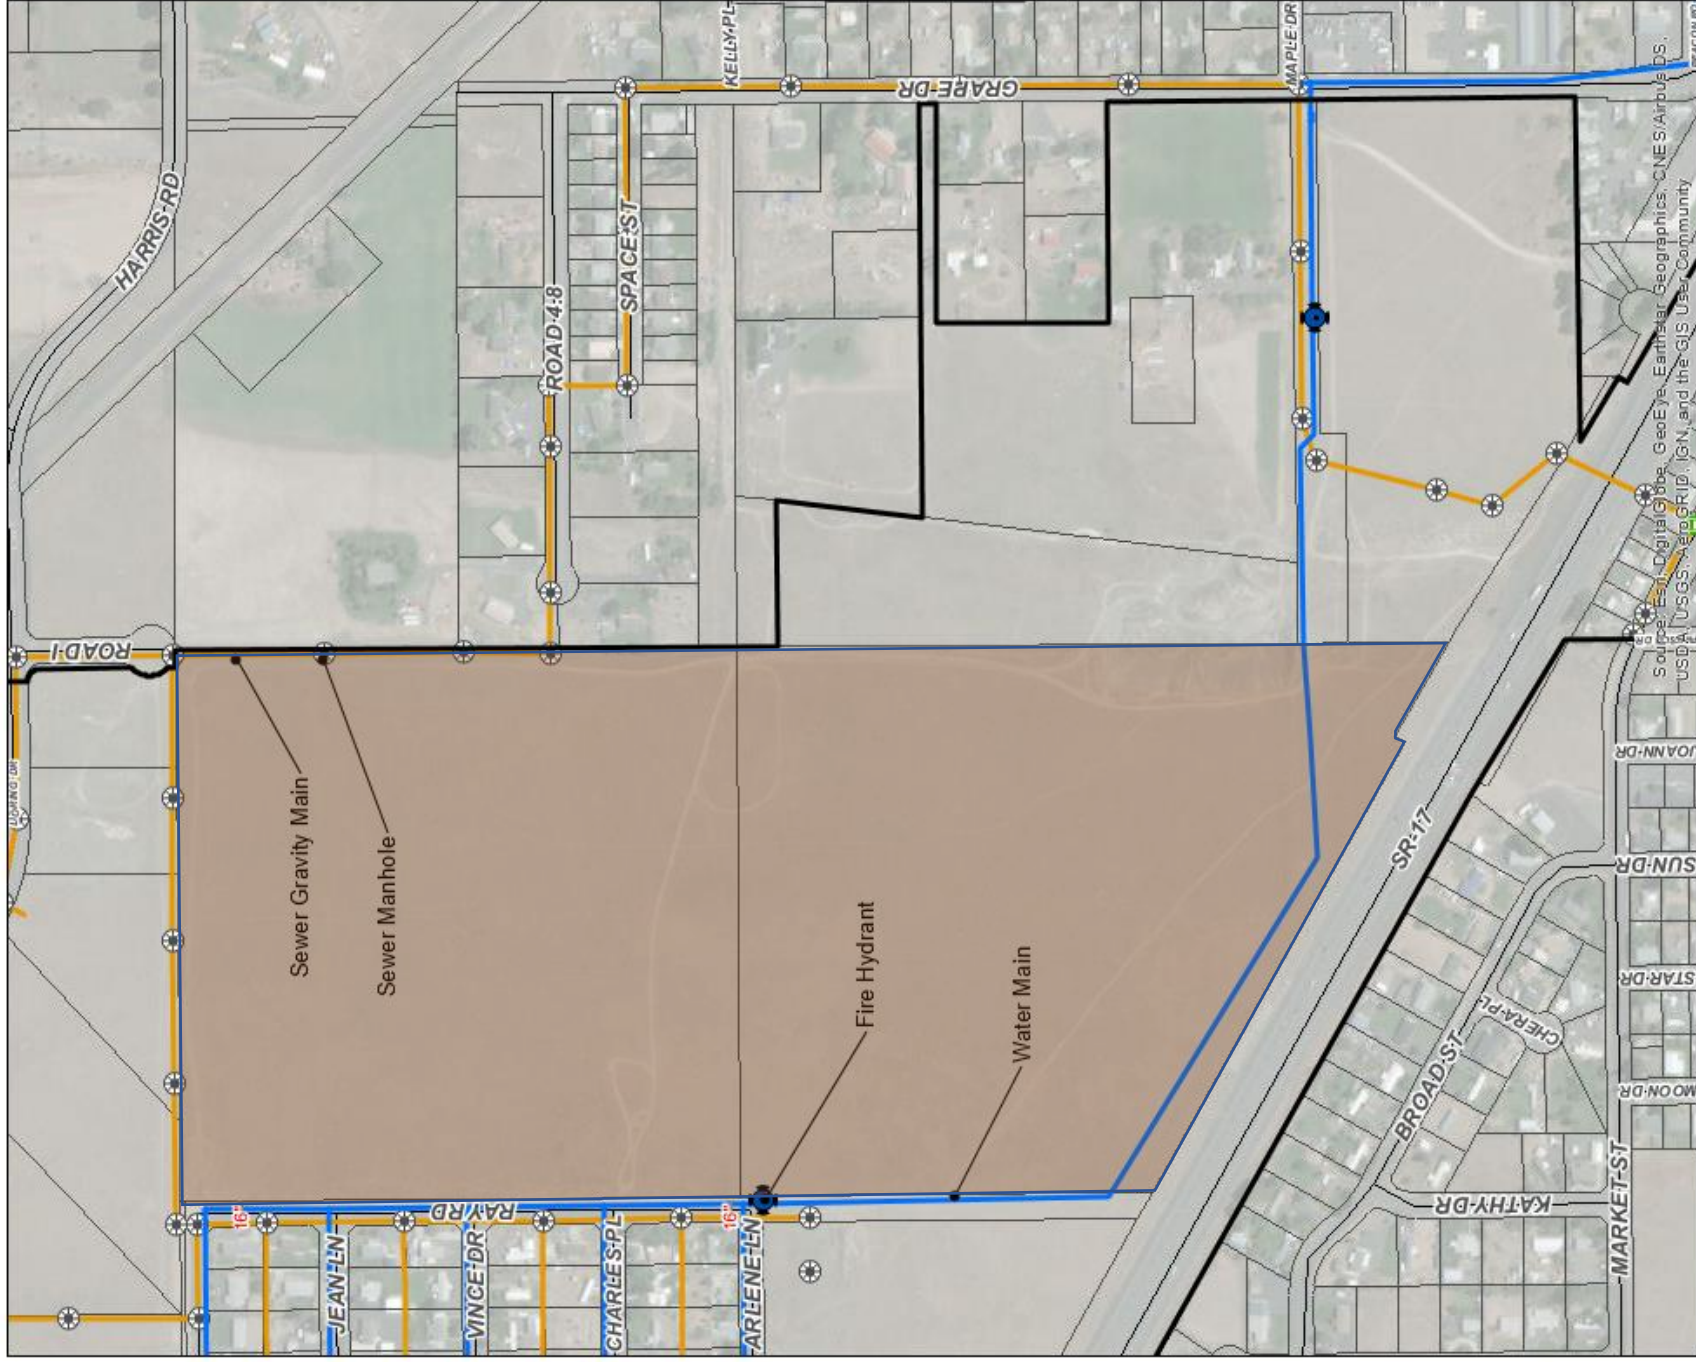 KELLY-PL
MAPLE-DR
GRAPE DR
HARRIS-RD
SPACE-ST
ROAD-4-8
ROAD-I
Sewer Gravity Main
Sewer Manhole
Fire Hydrant
Water Main
SR-17
JOANN-DR
SUN-DR
STAR-DR
CHERA-PL
MOON-DR
BROAD-ST
KATHY-DR
MARKET-ST
16"
RAY-RD
16"
JEAN-LN
VINCE-DR
CHARLES-PL
ARLENE-LN
Source: Esri, DigitalGlobe, GeoEye, Earthstar Geographics, CNES/Airbus DS,
USDA, USGS, AeroGRID, IGN, and the GIS User Community